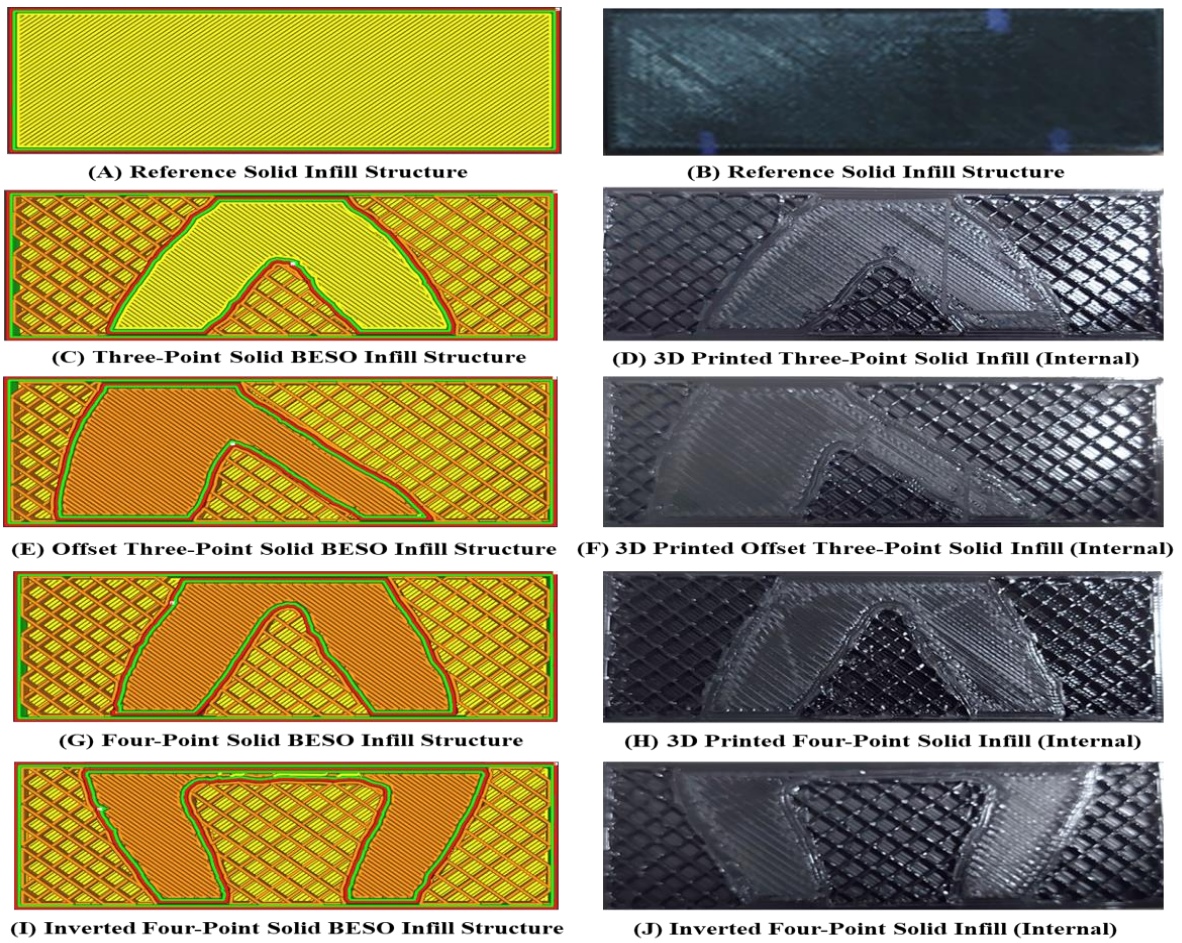 (A) Reference Solid Infill Structure
(B) Reference Solid Infill Structure
(C) Three-Point Solid BESO Infill Structure
(D) 3D Printed Three-Point Solid Infill (Internal)
(E) Offset Three-Point Solid BESO Infill Structure
(F) 3D Printed Offset Three-Point Solid Infill (Internal)
(G) Four-Point Solid BESO Infill Structure
(H) 3D Printed Four-Point Solid Infill (Internal)
(I) Inverted Four-Point Solid BESO Infill Structure
(J) Inverted Four-Point Solid Infill (Internal)